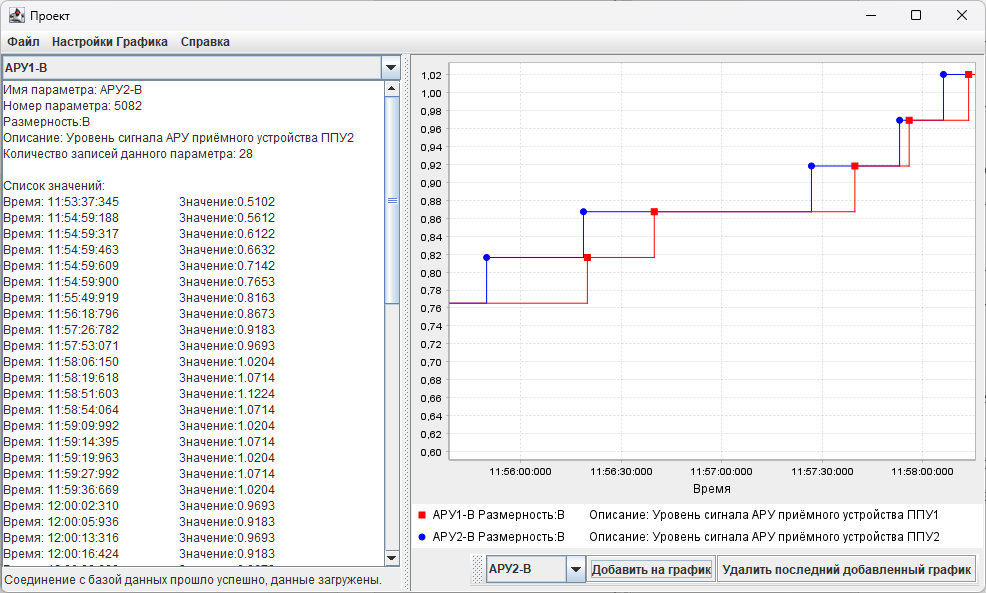 Проект
Файл Настройки Графика Справка
АРУ1-В
Имя параметра: АРУ2-В
Номер параметра: 5082
Размерность:В
Описание: Уровень сигнала АРУ приёмного устройства ППУ2
Количество записей данного параметра: 28
Список значений:
Время: 11:53:37:345 Значение:0.5102
Время: 11:54:59:188 Значение:0.5612
Время: 11:54:59:317 Значение:0.6122
Время: 11:54:59:463 Значение:0.6632
Время: 11:54:59:609 Значение:0.7142
Время: 11:54:59:900 Значение:0.7653
Время: 11:55:49:919 Значение:0.8163
Время: 11:56:18:796 Значение:0.8673
Время: 11:57:26:782 Значение:0.9183
Время: 11:57:53:071 Значение:0.9693
Время: 11:58:06:150 Значение:1.0204
Время: 11:58:19:618 Значение:1.0714
Время: 11:58:51:603 Значение:1.1224
Время: 11:58:54:064 Значение:1.0714
Время: 11:59:09:992 Значение:1.0204
Время: 11:59:14:395 Значение:1.0714
Время: 11:59:19:963 Значение:1.0204
Время: 11:59:27:992 Значение:1.0714
Время: 11:59:36:669 Значение:1.0204
Время: 12:00:02:310 Значение:0.9693
Время: 12:00:05:936 Значение:0.9183
Время: 12:00:13:316 Значение:0.9693
Время: 12:00:16:424 Значение:0.9183
Соединение с базой данных прошло успешно, данные загружены.
1,02
1,00
0,98
0,96
0,94
0,92
0,90
0,88
0,86
0,84
0,82
0,80
0,78
0,76
0,74
0,72
0,70
0,68
0,66
0,64
0,62
0,60
11:56:00:000 11:56:30:000 11:57:00:000 11:57:30:000 11:58:00:000
Время
АРУ1-В Размерность:В Описание: Уровень сигнала АРУ приёмного устройства ППУ1
АРУ2-В Размерность:В Описание: Уровень сигнала АРУ приёмного устройства ППУ2
АРУ2-В Добавить на график Удалить последний добавленный график